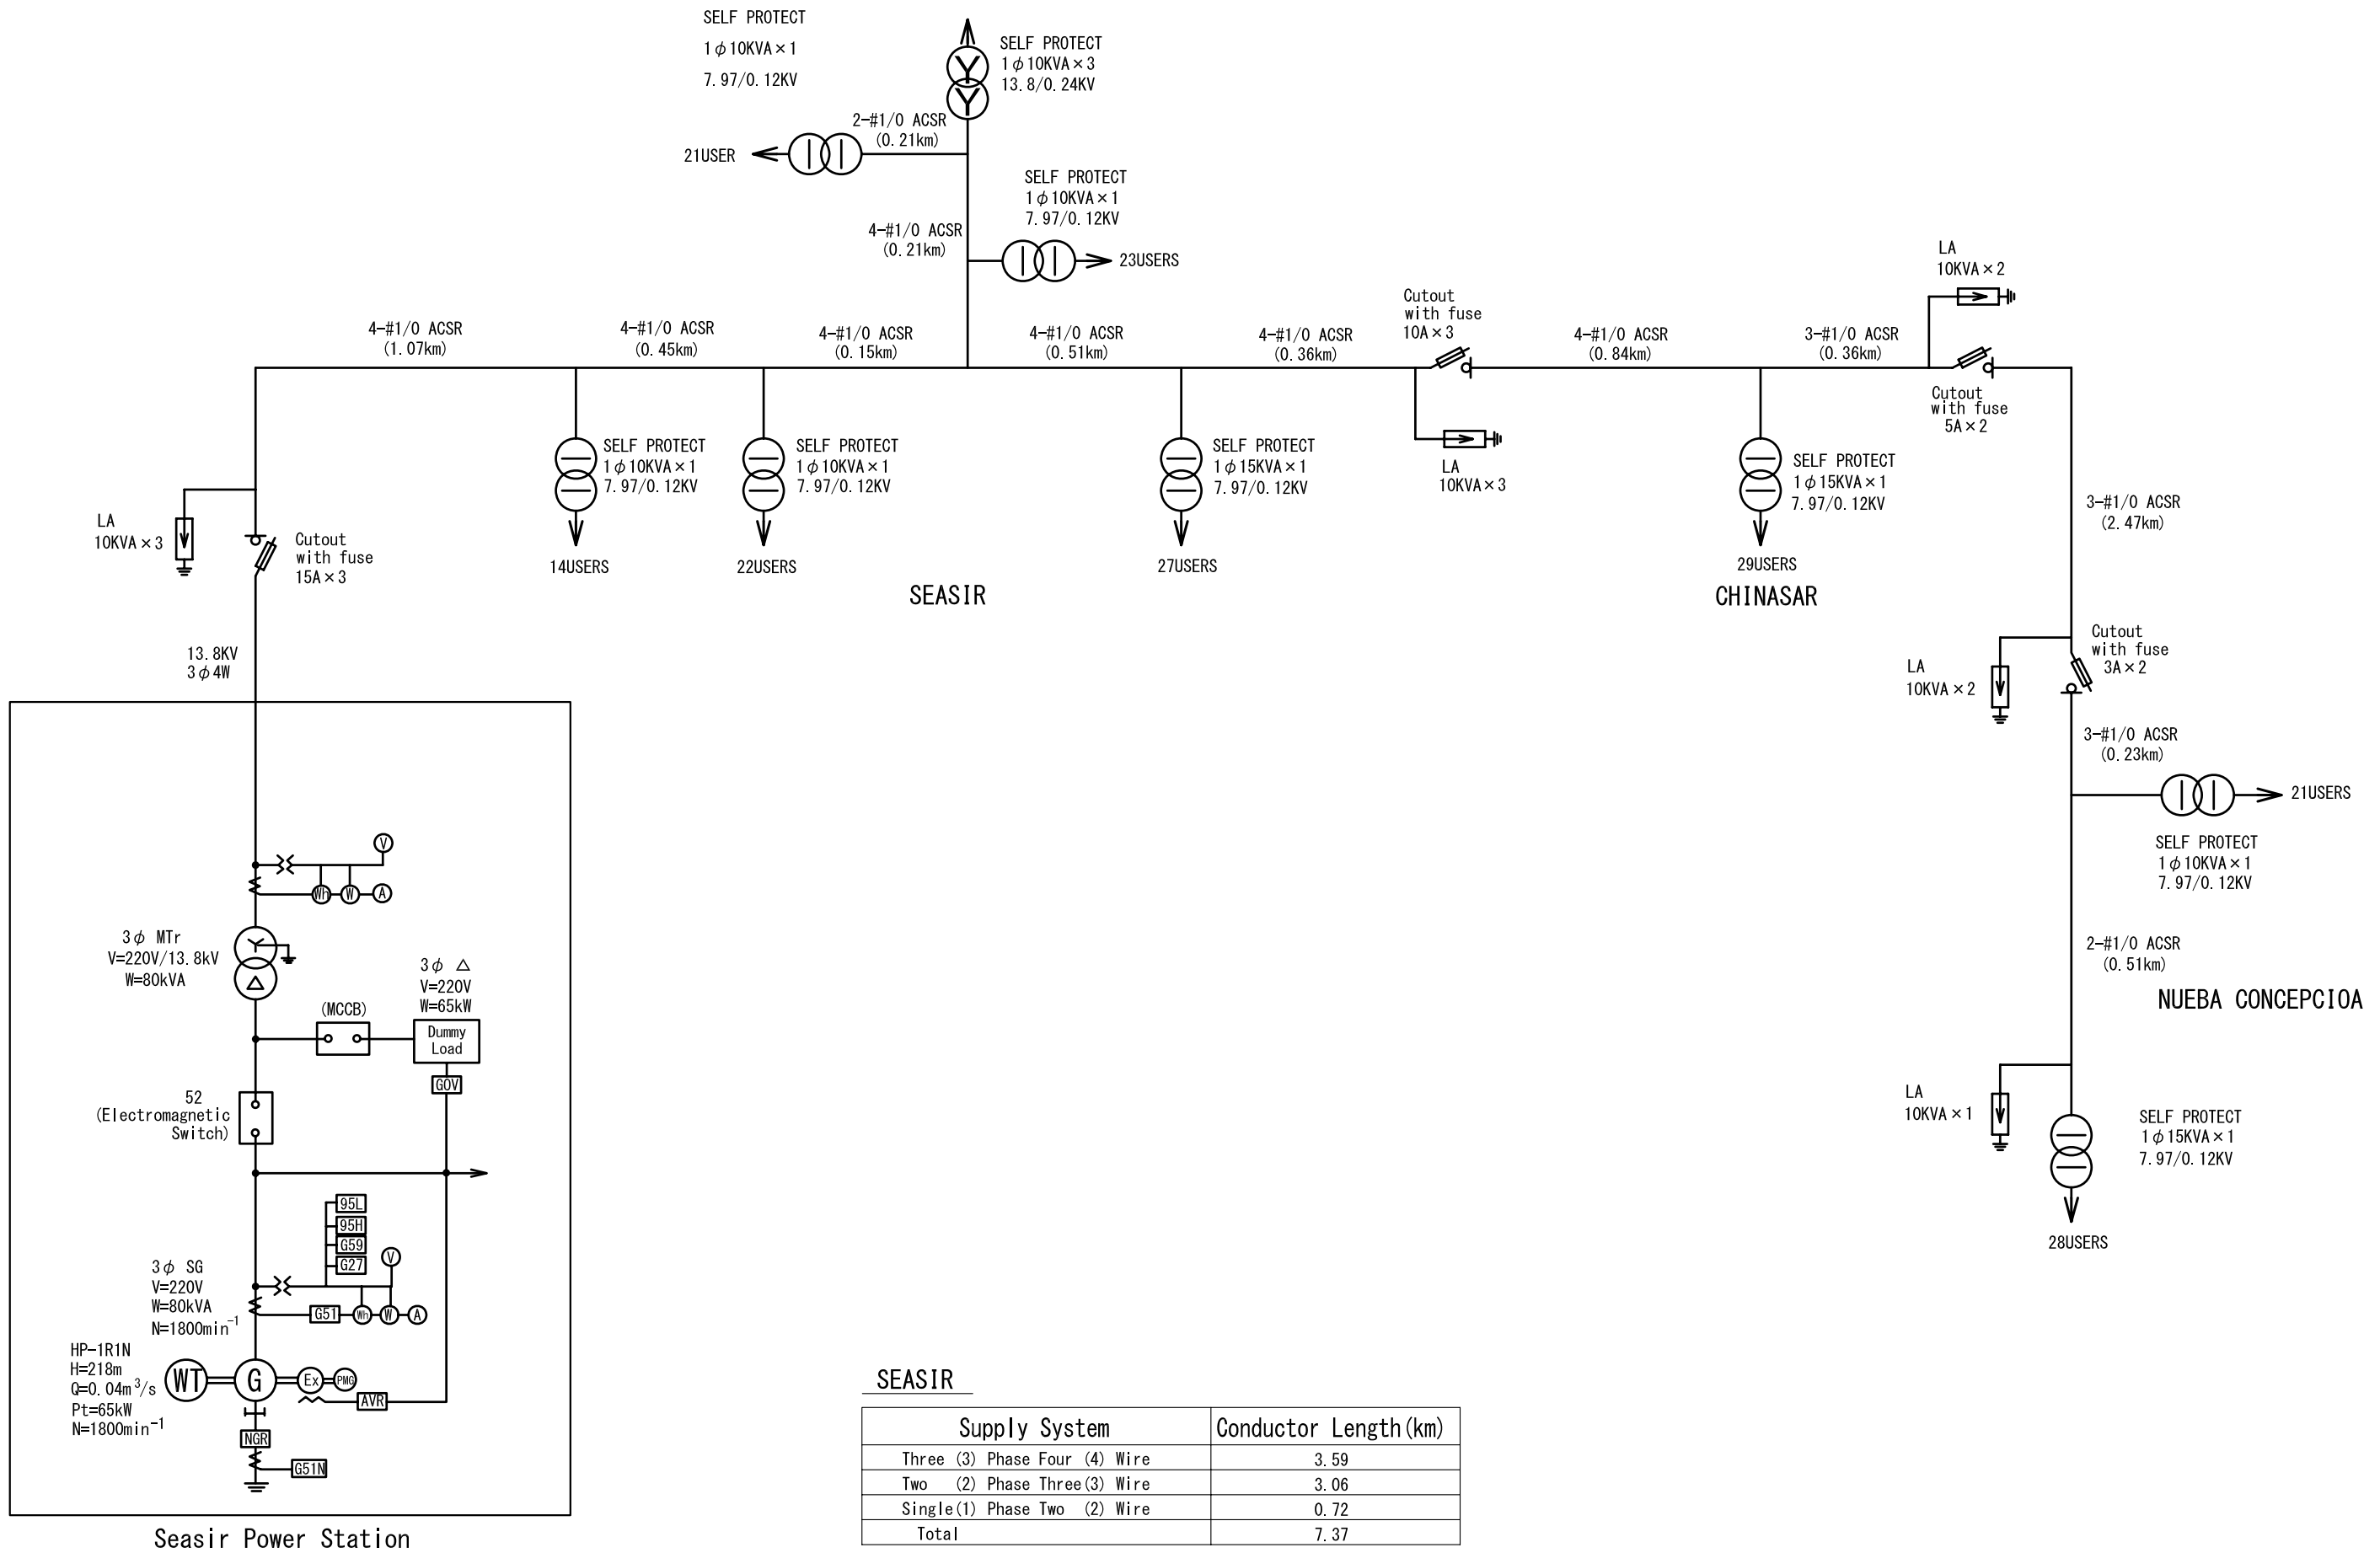 SELF PROTECT
1φ10KVA×1
7.97/0.12KV
SELF PROTECT
1φ10KVA×3
13.8/0.24KV
Y
Y
2-#1/0 ACSR
(0.21km)
21USER
SELF PROTECT
1φ10KVA×1
7.97/0.12KV
4-#1/0 ACSR
(0.21km)
23USERS
4-#1/0 ACSR
(1.07km)
4-#1/0 ACSR
(0.45km)
4-#1/0 ACSR
(0.15km)
4-#1/0 ACSR
(0.51km)
4-#1/0 ACSR
(0.36km)
Cutout
with fuse
10A×3
4-#1/0 ACSR
(0.84km)
3-#1/0 ACSR
(0.36km)
LA
10KVA×2
Cutout
with fuse
5A×2
LA
10KVA×3
Cutout
with fuse
15A×3
SELF PROTECT
1φ10KVA×1
7.97/0.12KV
14USERS
SELF PROTECT
1φ10KVA×1
7.97/0.12KV
22USERS
SEASIR
SELF PROTECT
1φ15KVA×1
7.97/0.12KV
27USERS
LA
10KVA×3
SELF PROTECT
1φ15KVA×1
7.97/0.12KV
29USERS
CHINASAR
3-#1/0 ACSR
(2.47km)
LA
10KVA×2
Cutout
with fuse
3A×2
3-#1/0 ACSR
(0.23km)
21USERS
SELF PROTECT
1φ10KVA×1
7.97/0.12KV
2-#1/0 ACSR
(0.51km)
NUEBA CONCEPCIOA
LA
10KVA×1
SELF PROTECT
1φ15KVA×1
7.97/0.12KV
28USERS
13.8KV
3φ4W
V
Wh
W
A
3φ MTr
V=220V/13.8kV
W=80kVA
3φ △
V=220V
W=65kW
(MCCB)
Dummy
Load
GOV
52
(Electromagnetic
Switch)
95L
95H
G59
G27
V
3φ SG
V=220V
W=80kVA
N=1800min-1
G51
Wh
W
A
HP-1R1N
H=218m
Q=0.04m3/s
Pt=65kW
N=1800min-1
WT
G
Ex
PMG
AVR
NGR
G51N
Seasir Power Station
SEASIR
Supply System Conductor Length(km)
Three (3) Phase Four (4) Wire 3.59
Two (2) Phase Three(3) Wire 3.06
Single(1) Phase Two (2) Wire 0.72
Total 7.37